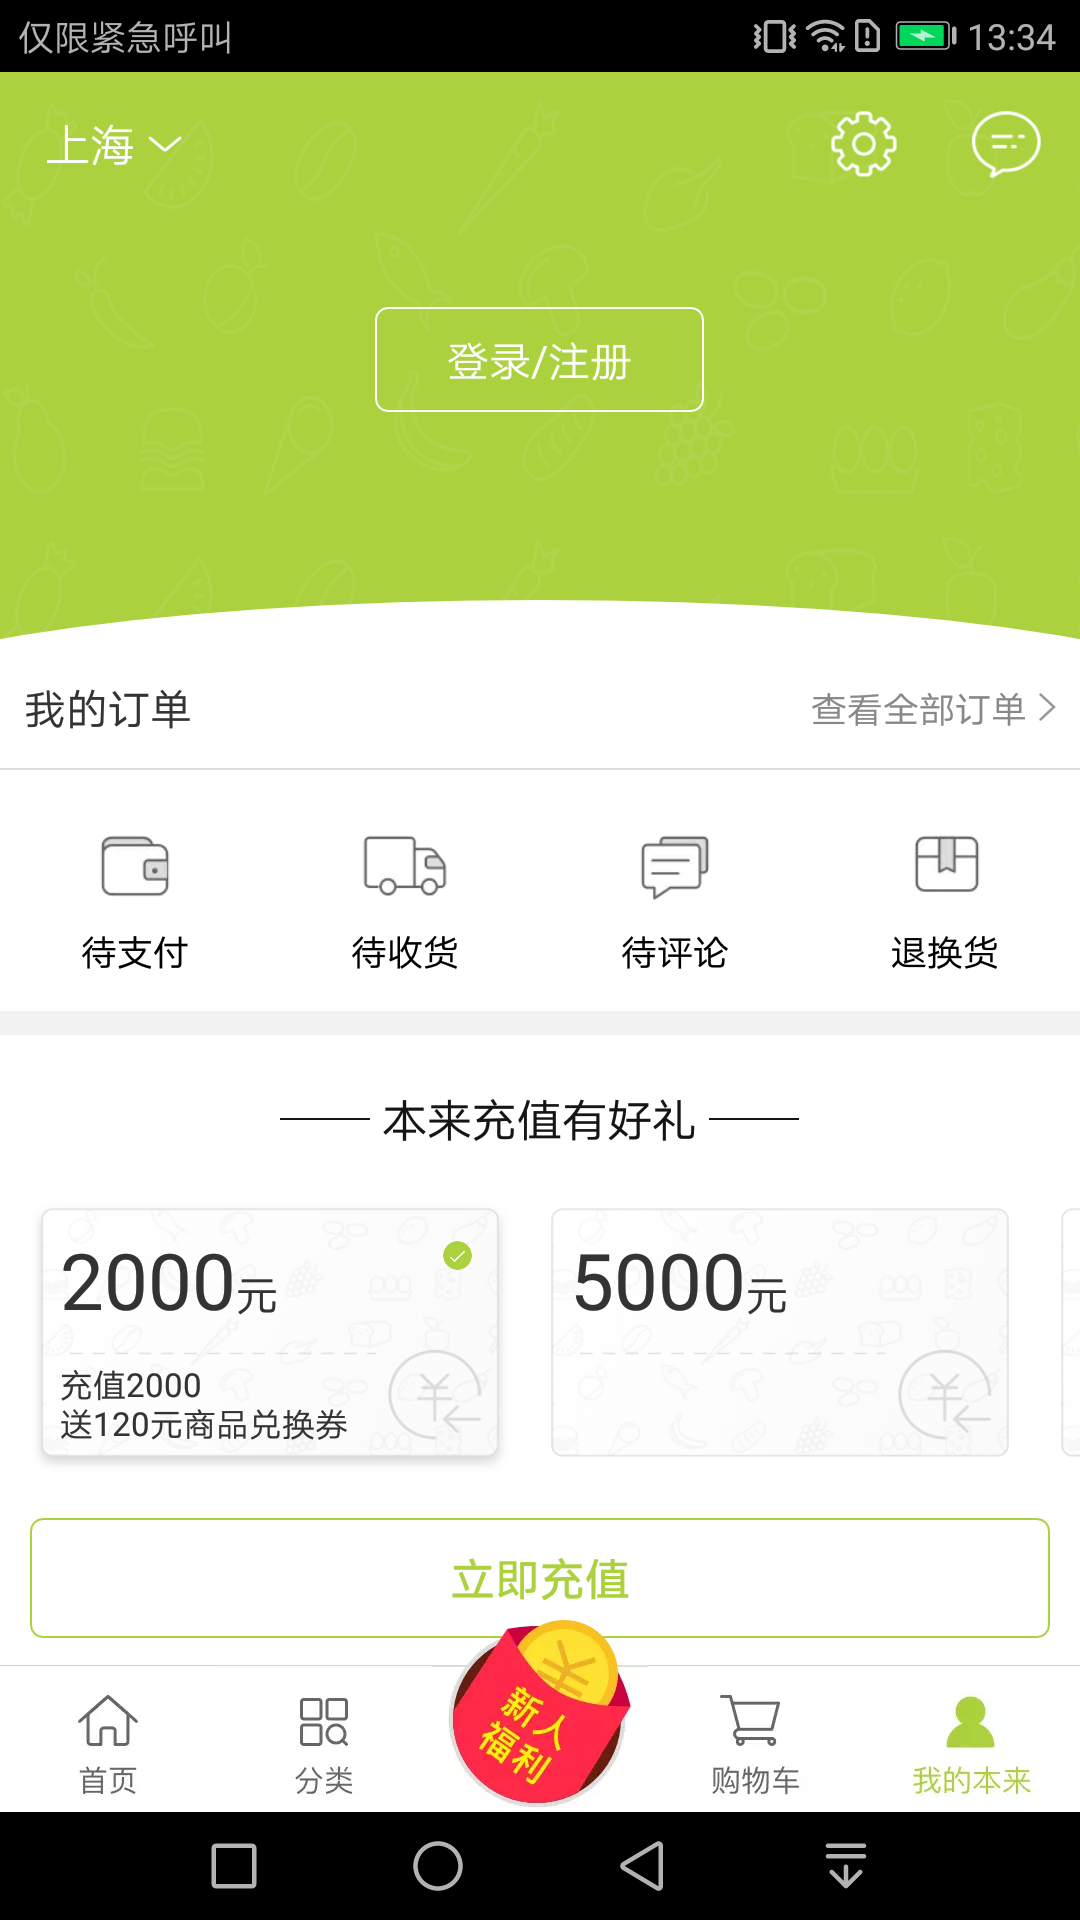 仅限紧急呼叫 13:34
上海
登录/注册
我的订单 查看全部订单
待支付 待收货 待评论 退换货
本来充值有好礼
2000元 5000元
充值2000
送120元商品兑换券
立即充值
新人
福利
首页 分类 购物车 我的本来